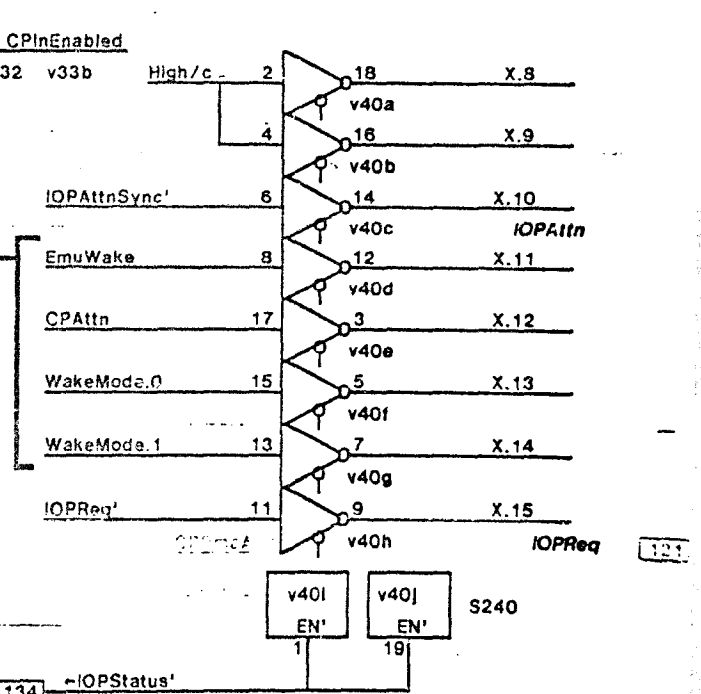 CPInEnabled
32 v33b High/c 2 18 X.8
v40a
4 16 X.9
v40b
IOPAttnSync' 6 14 X.10
v40c IOPAttn
EmuWake 8 12 X.11
v40d
CPAttn 17 3 X.12
v40e
WakeMode.0 15 5 X.13
v40f
WakeMode.1 13 7 X.14
v40g
IOPReq' 11 9 X.15
v40h IOPReq 121
v40i v40j S240
EN' EN'
1 19
134 ←IOPStatus'